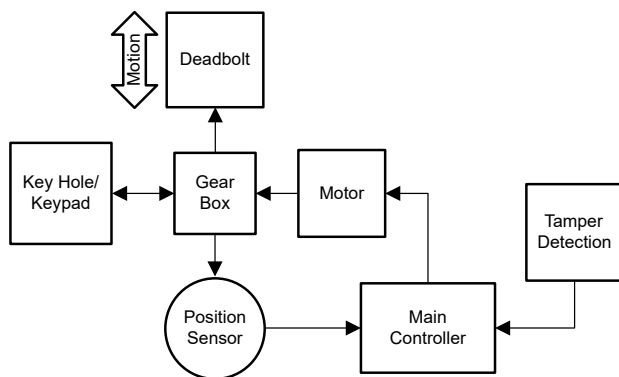 Motion
Deadbolt
Key Hole/
Keypad
Gear
Box
Motor
Tamper
Detection
Position
Sensor
Main
Controller